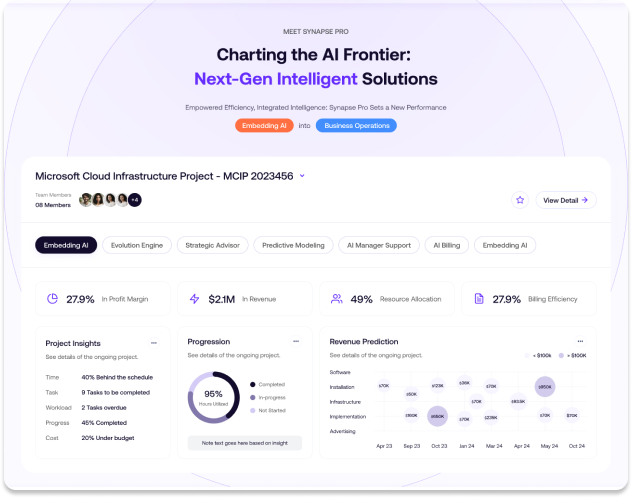 MEET SYNAPSE PRO
Charting the AI Frontier:
Next-Gen Intelligent Solutions
Empowered Efficiency, Integrated Intelligence: Synapse Pro Sets a New Performance
Embedding AI into Business Operations
Microsoft Cloud Infrastructure Project - MCIP 2023456
Team Members
08 Members
+4
View Detail
Embedding AI
Evolution Engine
Strategic Advisor
Predictive Modeling
AI Manager Support
AI Billing
Embedding AI
27.9% In Profit Margin
$2.1M In Revenue
49% Resource Allocation
27.9% Billing Efficiency
Project Insights
See details of the ongoing project.
Time 40% Behind the schedule
Task 9 Tasks to be completed
Workload 2 Tasks overdue
Progress 45% Completed
Cost 20% Under budget
Progression
See details of the ongoing project.
95%
Hours Utilized
Completed
In-progress
Not Started
Note text goes here based on insight
Revenue Prediction
See details of the ongoing project.
+ $100K
Software
Installation
Infrastructure
Implementation
Advertising
$70K
$50K
$123K
$70K
$850K
$70K
$550K
$70K
$70K
$70K
Apr 23
Sep 23
Oct 23
Jan 24
Mar 24
Apr 24
May 24
Oct 24